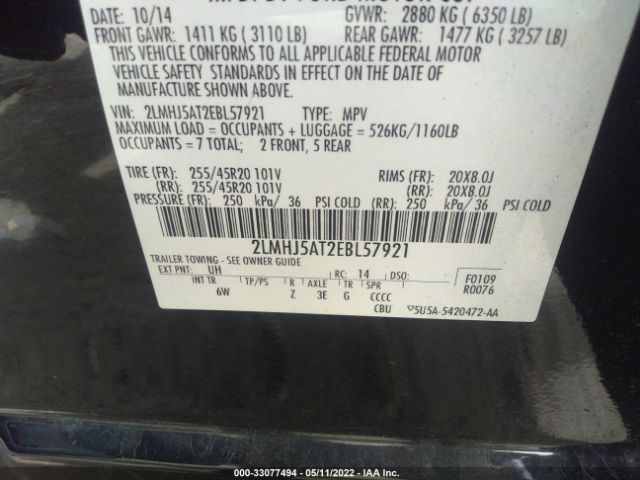 MFD. BY FORD MOTOR CO.
DATE: 10/14 GVWR: 2880 KG ( 6350 LB)
FRONT GAWR: 1411 KG ( 3110 LB) REAR GAWR: 1477 KG ( 3257 LB)
THIS VEHICLE CONFORMS TO ALL APPLICABLE FEDERAL MOTOR
VEHICLE SAFETY STANDARDS IN EFFECT ON THE DATE OF
MANUFACTURE SHOWN ABOVE.
VIN: 2LMHJ5AT2EBL57921 TYPE: MPV
MAXIMUM LOAD = OCCUPANTS + LUGGAGE = 526KG/1160LB
OCCUPANTS = 7 TOTAL; 2 FRONT, 5 REAR
TIRE (FR): 255/45R20 101V RIMS (FR): 20X8.0J
(RR): 255/45R20 101V (RR): 20X8.0J
PRESSURE (FR): 250 kPa/ 36 PSI COLD (RR): 250 kPa/36 PSI COLD
2LMHJ5AT2EBL57921
TRAILER TOWING - SEE OWNER GUIDE
EXT PNT: UH RC: 14 DSO: F0109
INT TR TP/PS R AXLE TR SPR R0076
6W Z 3E G CCCC
CBU 5U5A-5420472-AA
000-33077494 - 05/11/2022 - IAA Inc.